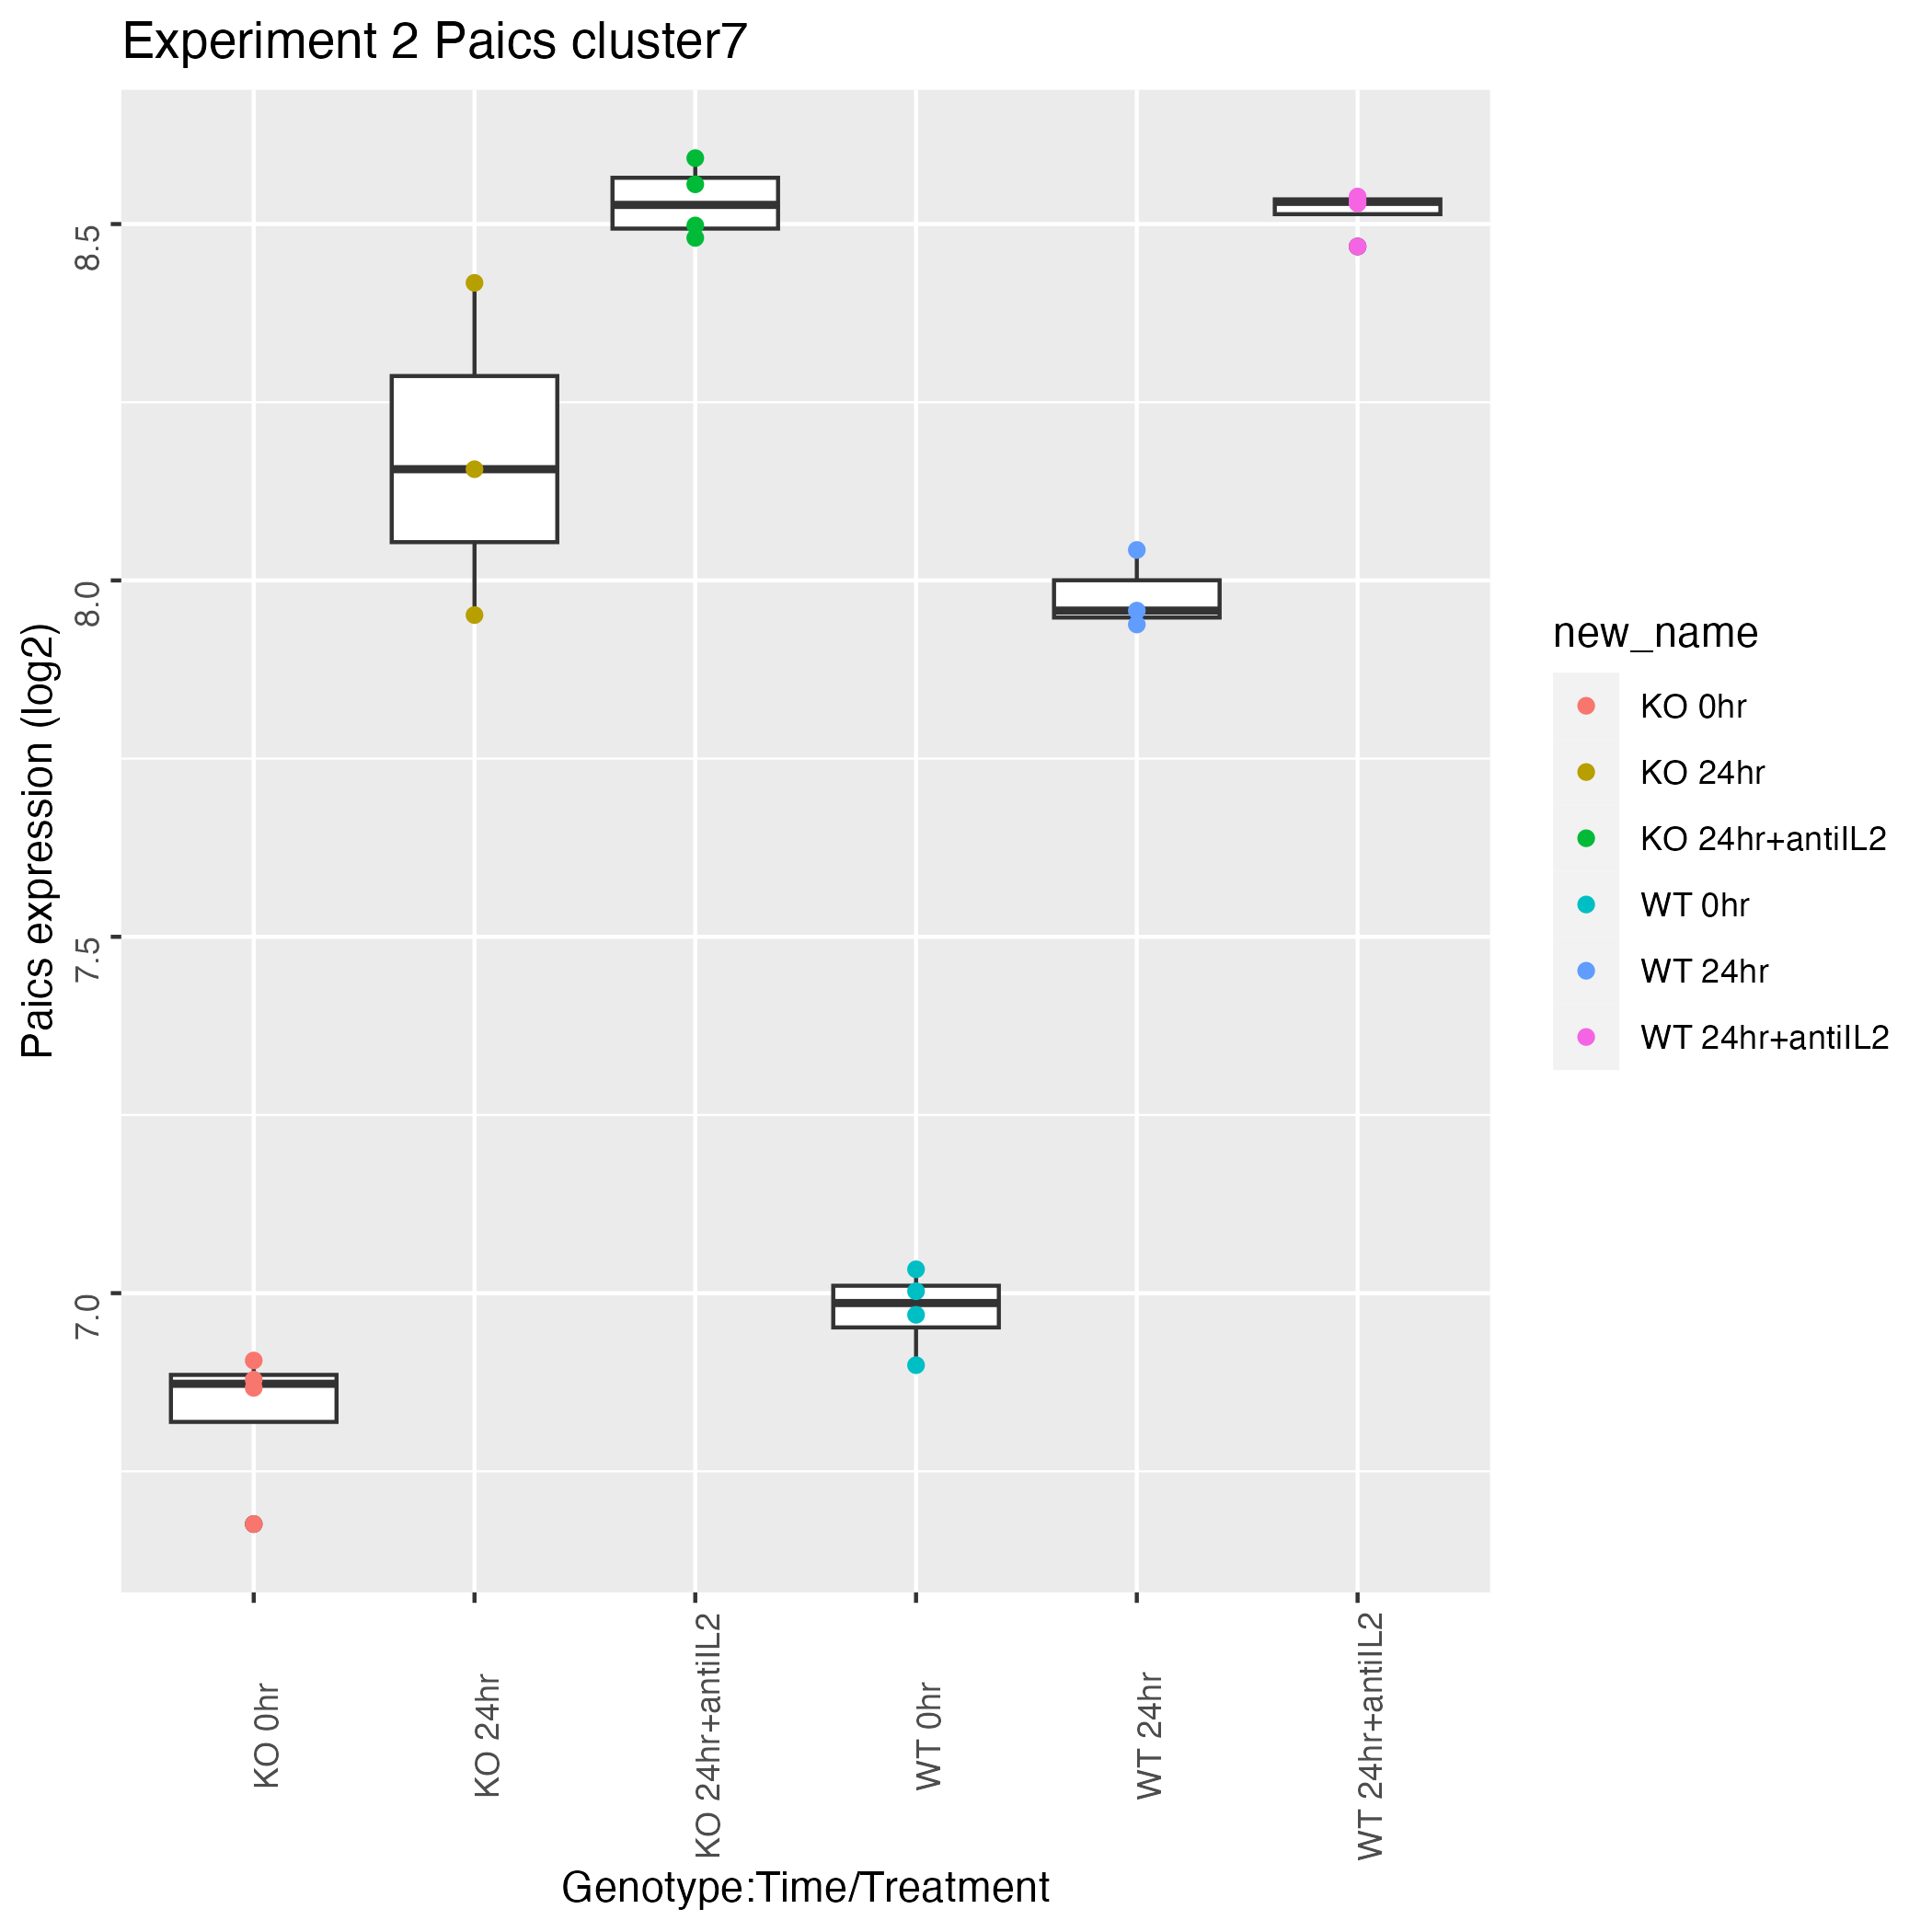 Experiment 2 Paics cluster7
Paics expression (log2)
8.5
8.0
7.5
7.0
KO 0hr
KO 24hr
KO 24hr+antiIL2
WT 0hr
WT 24hr
WT 24hr+antiIL2
Genotype:Time/Treatment
new_name
KO 0hr
KO 24hr
KO 24hr+antiIL2
WT 0hr
WT 24hr
WT 24hr+antiIL2